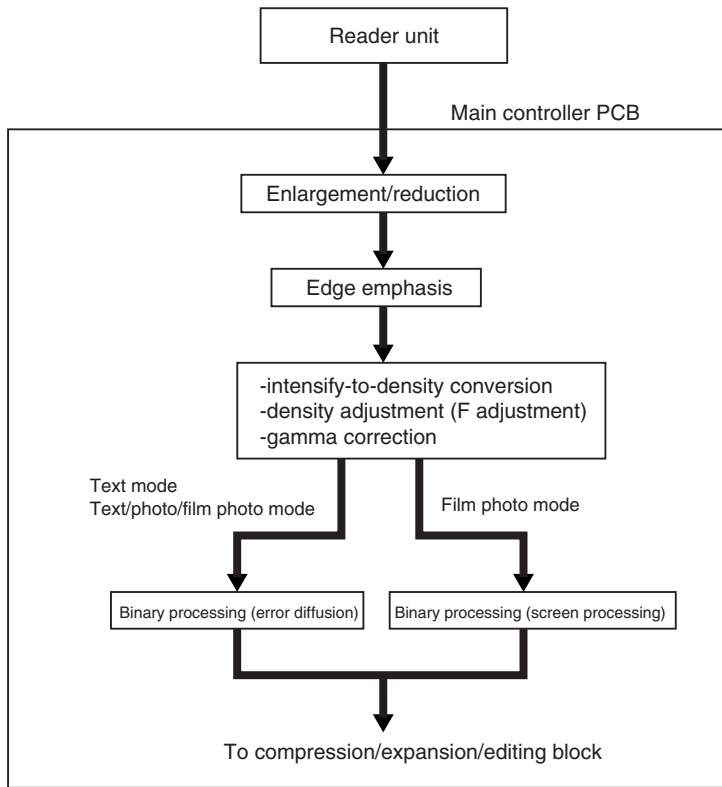 Reader unit
Main controller PCB
Enlargement/reduction
Edge emphasis
-intensify-to-density conversion
-density adjustment (F adjustment)
-gamma correction
Text mode
Text/photo/film photo mode
Film photo mode
Binary processing (error diffusion)
Binary processing (screen processing)
To compression/expansion/editing block